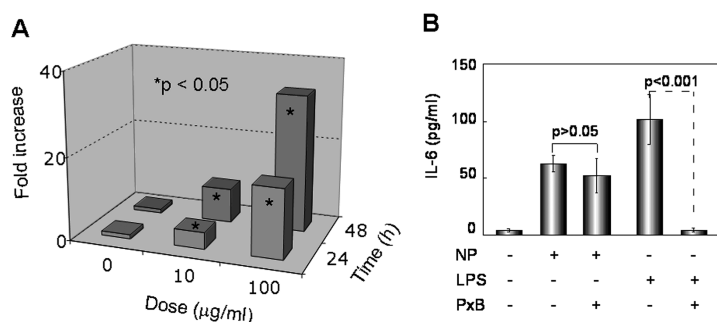 A
40
20
0
Fold increase
*p < 0.05
*
*
*
*
0
10
100
Dose (µg/ml)
24
48
Time (h)
B
150
100
50
0
IL-6 (pg/ml)
p>0.05
p<0.001
NP - + + - -
LPS - - - + +
PxB - - + - +